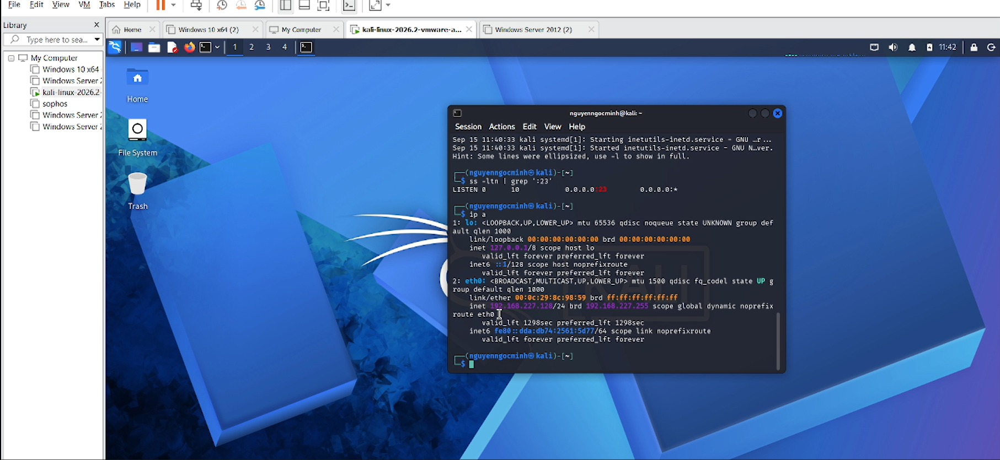 File Edit View VM Tabs Help
Library
Type here to sea...
My Computer
Windows 10 x64
Windows Server 2
kali-linux-2026.2-
sophos
Windows Server 2
Windows Server 2
Home
Windows 10 x64 (2)
My Computer
kali-linux-2026.2-vmware-a...
Windows Server 2012 (2)
1 2 3 4
11:42
Home
File System
Trash
nguyenngocminh@kali: ~
Session Actions Edit View Help
Sep 15 11:40:33 kali systemd[1]: Starting inetutils-inetd.service - GNU …r ...
Sep 15 11:40:33 kali systemd[1]: Started inetutils-inetd.service - GNU N…ver.
Hint: Some lines were ellipsized, use -l to show in full.
┌──(nguyenngocminh㉿kali)-[~]
└─$ ss -ltn | grep ':23'
LISTEN 0 10 0.0.0.0:23 0.0.0.0:*
┌──(nguyenngocminh㉿kali)-[~]
└─$ ip a
1: lo: <LOOPBACK,UP,LOWER_UP> mtu 65536 qdisc noqueue state UNKNOWN group def
ault qlen 1000
link/loopback 00:00:00:00:00:00 brd 00:00:00:00:00:00
inet 127.0.0.1/8 scope host lo
valid_lft forever preferred_lft forever
inet6 ::1/128 scope host noprefixroute
valid_lft forever preferred_lft forever
2: eth0: <BROADCAST,MULTICAST,UP,LOWER_UP> mtu 1500 qdisc fq_codel state UP g
roup default qlen 1000
link/ether 00:0c:29:8c:98:59 brd ff:ff:ff:ff:ff:ff
inet 192.168.227.128/24 brd 192.168.227.255 scope global dynamic noprefix
route eth0
valid_lft 1298sec preferred_lft 1298sec
inet6 fe80::dda:db74:2561:5d77/64 scope link noprefixroute
valid_lft forever preferred_lft forever
┌──(nguyenngocminh㉿kali)-[~]
└─$
KALI